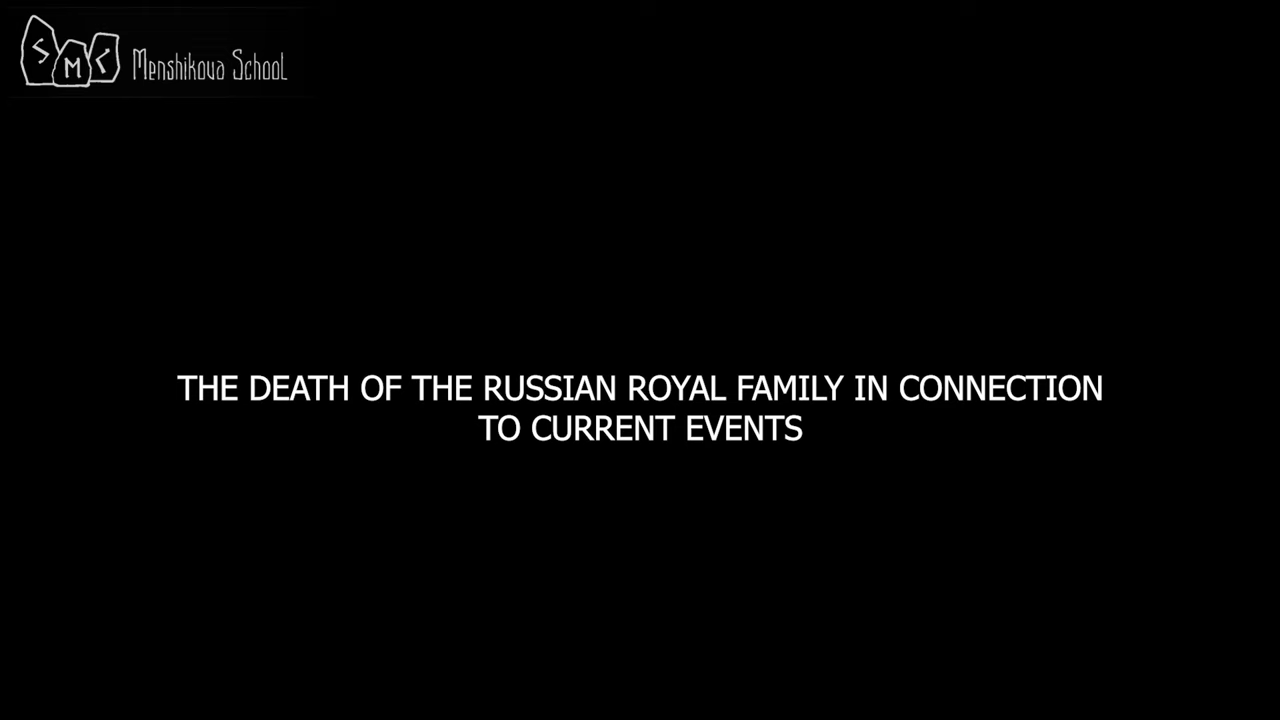 SMC Menshikova School
THE DEATH OF THE RUSSIAN ROYAL FAMILY IN CONNECTION
TO CURRENT EVENTS